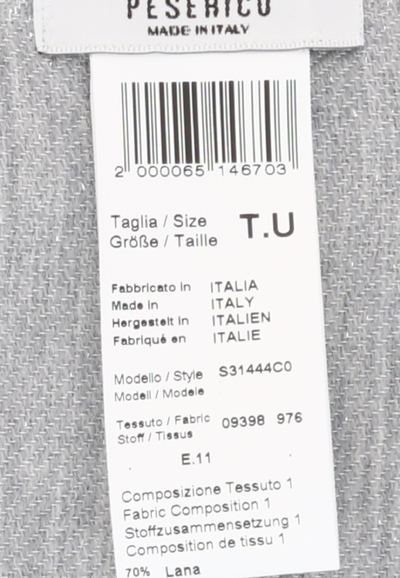 PESERICO
MADE IN ITALY
2 000065 146703
Taglia / Size
Größe / Taille
T.U
Fabbricato in ITALIA
Made in ITALY
Hergestelt in ITALIEN
Fabriqué en ITALIE
Modello / Style S31444C0
Modell / Modele
Tessuto / Fabric 09398 976
Stoff / Tissus
E.11
Composizione Tessuto 1
Fabric Composition 1
Stoffzusammensetzung 1
Composition de tissu 1
70% Lana